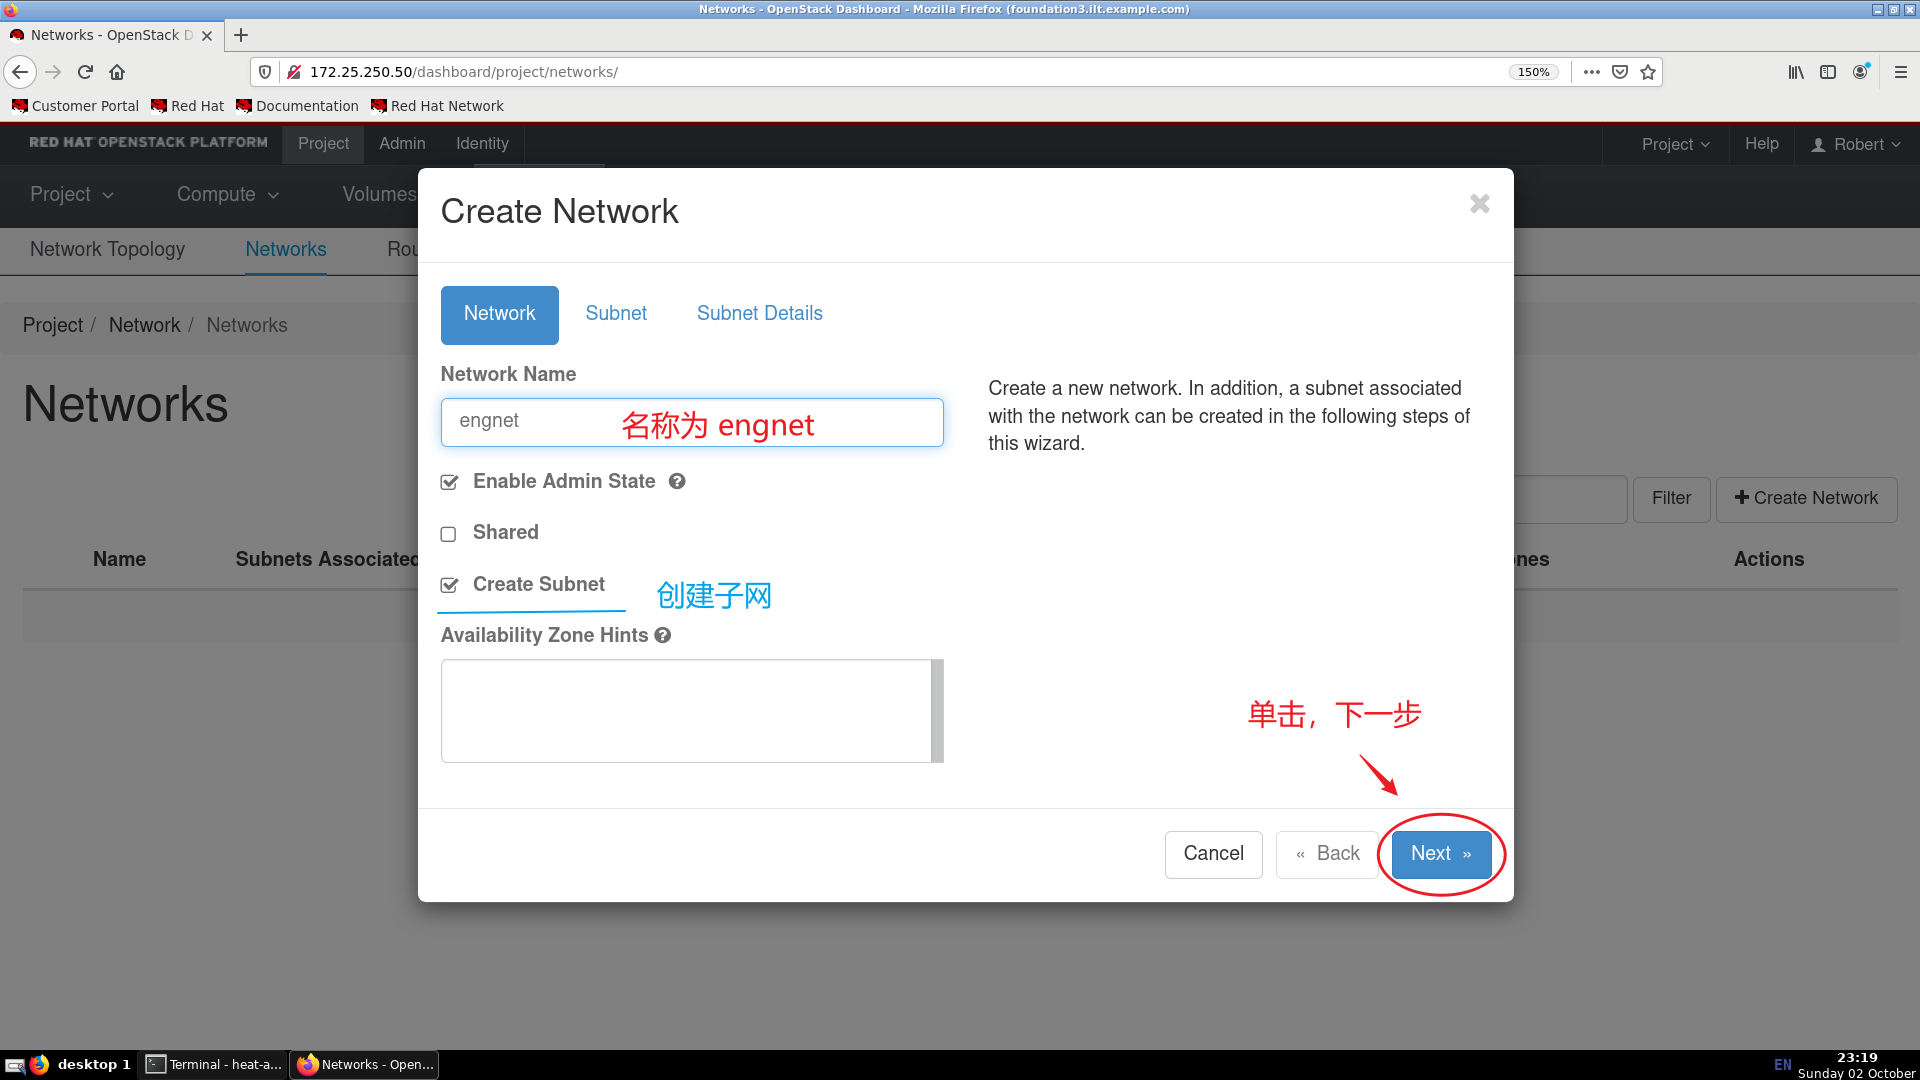 Networks - OpenStack Dashboard - Mozilla Firefox (foundation3.ilt.example.com)
Networks - OpenStack D
172.25.250.50/dashboard/project/networks/
150%
Customer Portal Red Hat Documentation Red Hat Network
RED HAT OPENSTACK PLATFORM Project Admin Identity Project Help Robert
Project Compute Volumes
Network Topology Networks Rou
Project / Network / Networks
Networks
Filter Create Network
Name Subnets Associated nes Actions
Create Network
Network Subnet Subnet Details
Network Name
engnet 名称为 engnet
Create a new network. In addition, a subnet associated
with the network can be created in the following steps of
this wizard.
Enable Admin State
Shared
Create Subnet 创建子网
Availability Zone Hints
单击，下一步
Cancel « Back Next »
desktop 1 Terminal - heat-a... Networks - Open... EN 23:19
Sunday 02 October